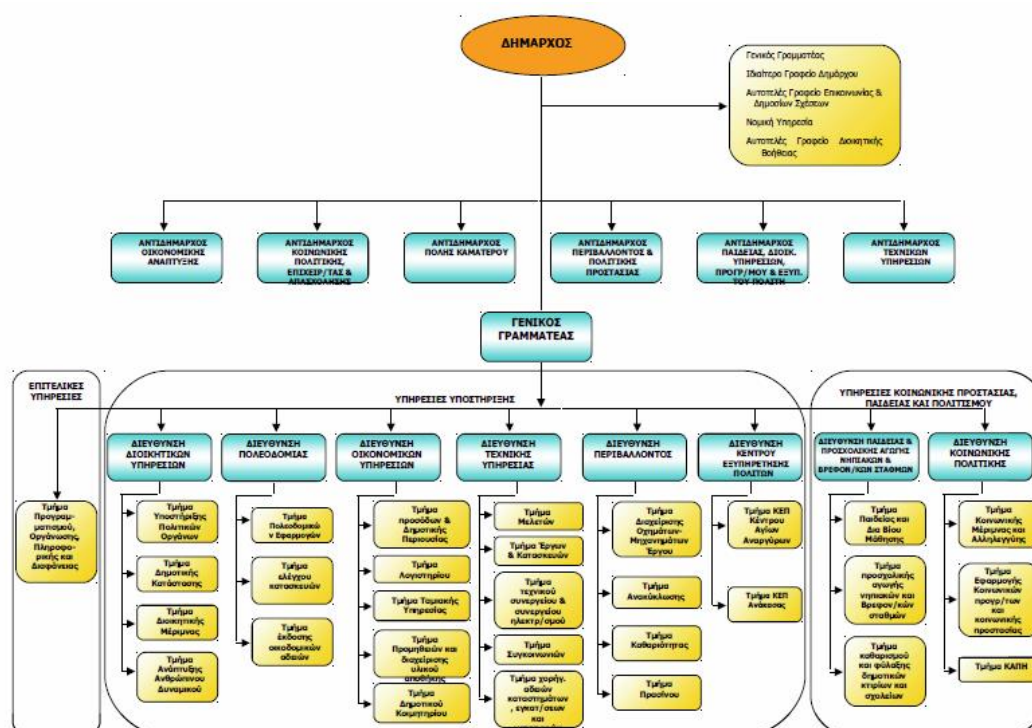 ΔΗΜΑΡΧΟΣ
Γενικός Γραμματέας
Ιδιαίτερο Γραφείο Δημάρχου
Αυτοτελές Γραφείο Επικοινωνίας &
Δημοσίων Σχέσεων
Νομική Υπηρεσία
Αυτοτελές Γραφείο Διοικητικής
Βοήθειας
ΑΝΤΙΔΗΜΑΡΧΟΣ
ΟΙΚΟΝΟΜΙΚΗΣ
ΑΝΑΠΤΥΞΗΣ
ΑΝΤΙΔΗΜΑΡΧΟΣ
ΚΟΙΝΩΝΙΚΗΣ
ΠΟΛΙΤΙΚΗΣ,
ΕΠΙΧΕΙΡ/ΤΑΣ &
ΑΠΑΣΧΟΛΗΣΗΣ
ΑΝΤΙΔΗΜΑΡΧΟΣ
ΠΟΛΗΣ ΚΑΜΑΤΕΡΟΥ
ΑΝΤΙΔΗΜΑΡΧΟΣ
ΠΕΡΙΒΑΛΛΟΝΤΟΣ &
ΠΟΛΙΤΙΚΗΣ
ΠΡΟΣΤΑΣΙΑΣ
ΑΝΤΙΔΗΜΑΡΧΟΣ
ΠΑΙΔΕΙΑΣ, ΔΙΟΙΚ.
ΥΠΗΡΕΣΙΩΝ,
ΠΡΟΓΡ/ΜΟΥ & ΕΞΥΠ.
ΤΟΥ ΠΟΛΙΤΗ
ΑΝΤΙΔΗΜΑΡΧΟΣ
ΤΕΧΝΙΚΩΝ
ΥΠΗΡΕΣΙΩΝ
ΓΕΝΙΚΟΣ
ΓΡΑΜΜΑΤΕΑΣ
ΕΠΙΤΕΛΙΚΕΣ
ΥΠΗΡΕΣΙΕΣ
ΥΠΗΡΕΣΙΕΣ ΥΠΟΣΤΗΡΙΞΗΣ
ΥΠΗΡΕΣΙΕΣ ΚΟΙΝΩΝΙΚΗΣ ΠΡΟΣΤΑΣΙΑΣ,
ΠΑΙΔΕΙΑΣ ΚΑΙ ΠΟΛΙΤΙΣΜΟΥ
Τμήμα
Προγραμ-
ματισμού,
Οργάνωσης,
Πληροφο-
ρικής και
Διαφάνειας
ΔΙΕΥΘΥΝΣΗ
ΔΙΟΙΚΗΤΙΚΩΝ
ΥΠΗΡΕΣΙΩΝ
Τμήμα
Υποστήριξης
Πολιτικών
Οργάνων
Τμήμα
Δημοτικής
Κατάστασης
Τμήμα
Διοικητικής
Μέριμνας
Τμήμα
Ανάπτυξης
Ανθρώπινου
Δυναμικού
ΔΙΕΥΘΥΝΣΗ
ΠΟΛΕΟΔΟΜΙΑΣ
Τμήμα
Πολεοδομικώ
ν Εφαρμογών
Τμήμα
ελέγχου
κατασκευών
Τμήμα
έκδοσης
οικοδομικών
αδειών
ΔΙΕΥΘΥΝΣΗ
ΟΙΚΟΝΟΜΙΚΩΝ
ΥΠΗΡΕΣΙΩΝ
Τμήμα
προσόδων &
Δημοτικής
Περιουσίας
Τμήμα
Λογιστηρίου
Τμήμα Ταμιακής
Υπηρεσίας
Τμήμα
Προμηθειών και
διαχείρισης
υλικού
αποθήκης
Τμήμα
Δημοτικού
Κοιμητηρίου
ΔΙΕΥΘΥΝΣΗ
ΤΕΧΝΙΚΗΣ
ΥΠΗΡΕΣΙΑΣ
Τμήμα
Μελετών
Τμήμα Έργων
& Κατασκευών
Τμήμα
τεχνικού
συνεργείου &
συνεργείου
ηλεκτρ/σμού
Τμήμα
Συγκοινωνιών
Τμήμα χορήγ.
αδειών
καταστημάτων
, εγκατ/σεων
και
ΔΙΕΥΘΥΝΣΗ
ΠΕΡΙΒΑΛΛΟΝΤΟΣ
Τμήμα
Διαχείρισης
Οχημάτων-
Μηχανημάτων
Έργου
Τμήμα
Ανακύκλωσης
Τμήμα
Καθαριότητας
Τμήμα
Πρασίνου
ΔΙΕΥΘΥΝΣΗ
ΚΕΝΤΡΟΥ
ΕΞΥΠΗΡΕΤΗΣΗΣ
ΠΟΛΙΤΩΝ
Τμήμα ΚΕΠ
Κέντρου
Αγίων
Αναργύρων
Τμήμα ΚΕΠ
Ανάκασας
ΔΙΕΥΘΥΝΣΗ ΠΑΙΔΕΙΑΣ &
ΠΡΟΣΧΟΛΙΚΗΣ ΑΓΩΓΗΣ
ΝΗΠΙΑΚΩΝ &
ΒΡΕΦΟΝ/ΚΩΝ ΣΤΑΘΜΩΝ
Τμήμα
Παιδείας και
Δια Βίου
Μάθησης
Τμήμα
προσχολικής
αγωγής
νηπιακών και
Βρεφον/κών
σταθμών
Τμήμα
καθαρισμού
και φύλαξης
δημοτικών
κτιρίων και
σχολείων
ΔΙΕΥΘΥΝΣΗ
ΚΟΙΝΩΝΙΚΗΣ
ΠΟΛΙΤΙΚΗΣ
Τμήμα
Κοινωνικής
Μέριμνας και
Αλληλεγγύης
Τμήμα
Εφαρμογής
Κοινωνικών
προγρ/των
και
κοινωνικής
προστασίας
Τμήμα ΚΑΠΗ